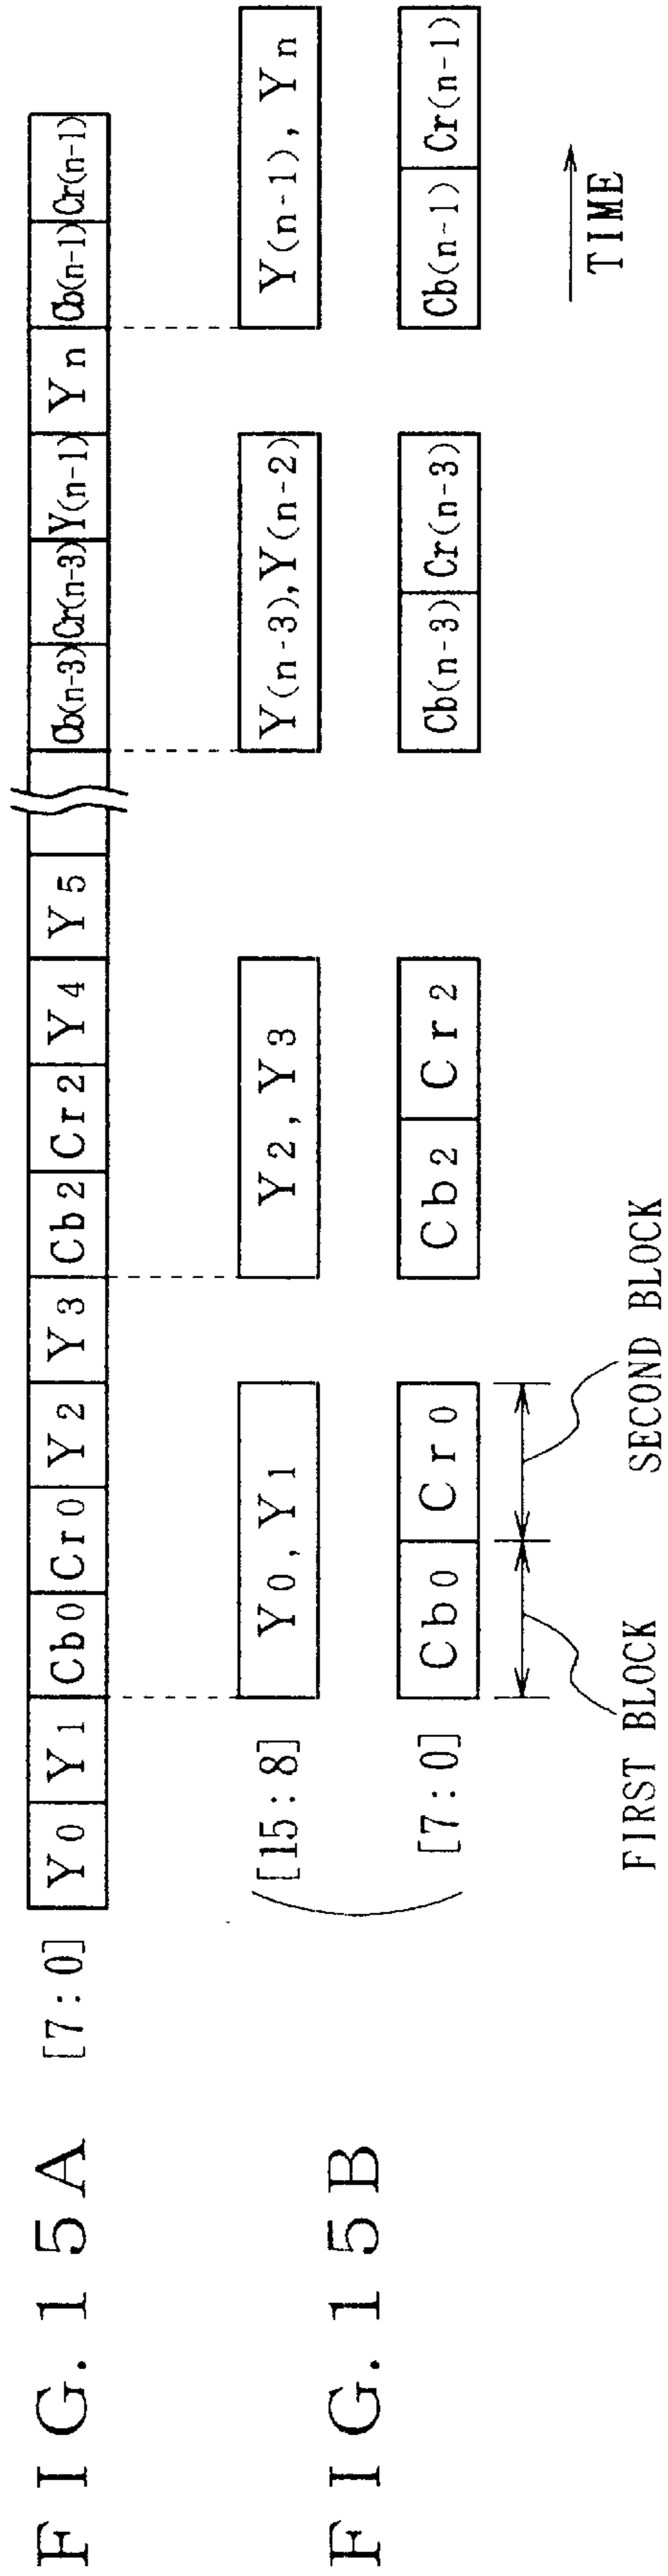 FIG. 15A
[7:0]
Y0 Y1 Cb0 Cr0 Y2 Y3 Cb2 Cr2 Y4 Y5 Cb(n-3) Cr(n-3) Y(n-1) Yn Cb(n-1) Cr(n-1)
FIG. 15B
[15:8]
Y0, Y1 Y2, Y3 Y(n-3), Y(n-2) Y(n-1), Yn
[7:0]
Cb0 Cr0 Cb2 Cr2 Cb(n-3) Cr(n-3) Cb(n-1) Cr(n-1)
FIRST BLOCK
SECOND BLOCK
TIME